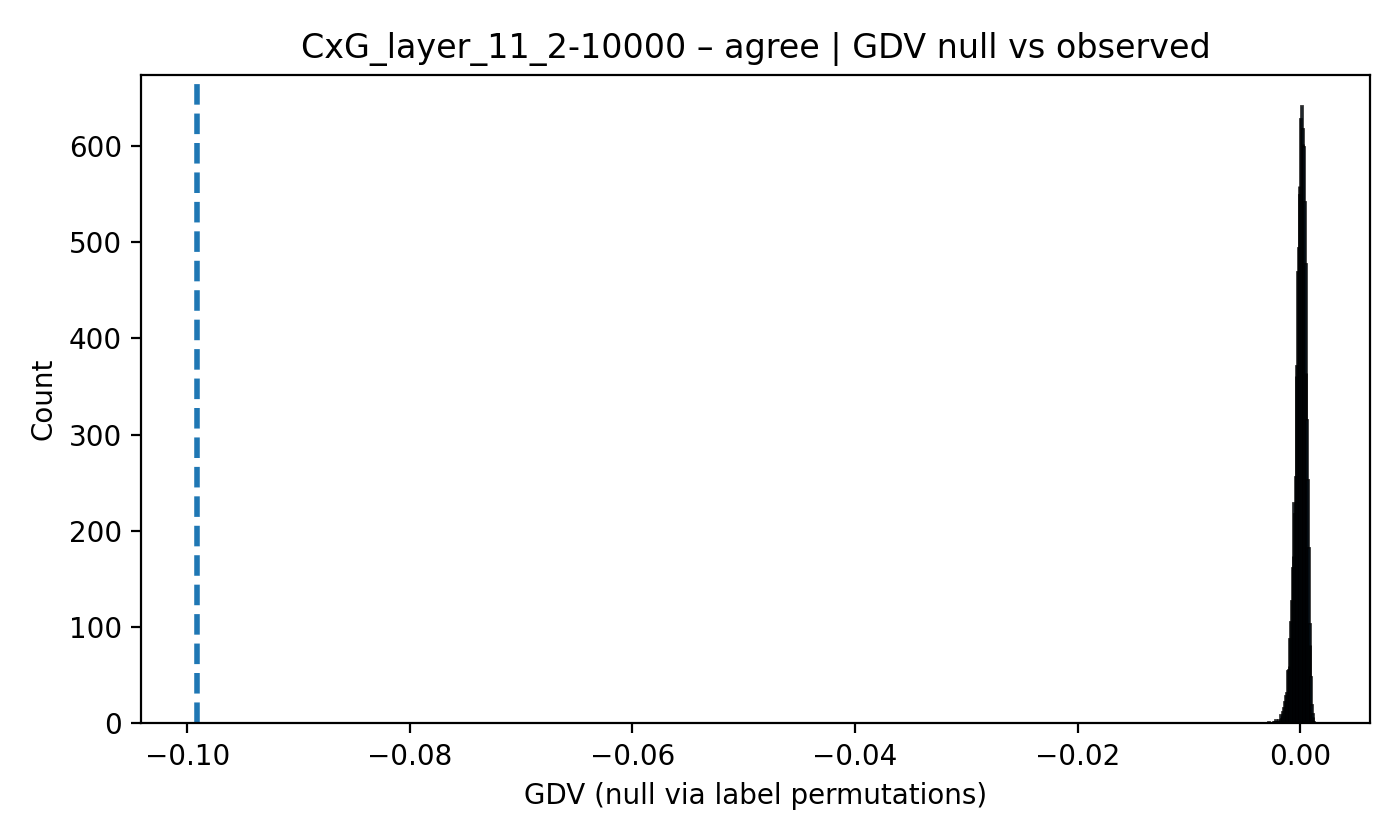 CxG_layer_11_2-10000 – agree | GDV null vs observed
Count
600
500
400
300
200
100
0
−0.10 −0.08 −0.06 −0.04 −0.02 0.00
GDV (null via label permutations)